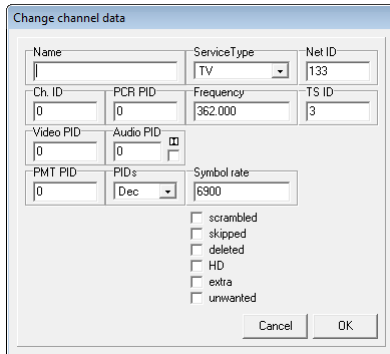 Change channel data
Name ServiceType Net ID
TV 133
Ch. ID PCR PID Frequency TS ID
0 0 362.000 3
Video PID Audio PID
0 0
PMT PID PIDs Symbol rate
0 Dec 6900
scrambled
skipped
deleted
HD
extra
unwanted
Cancel OK